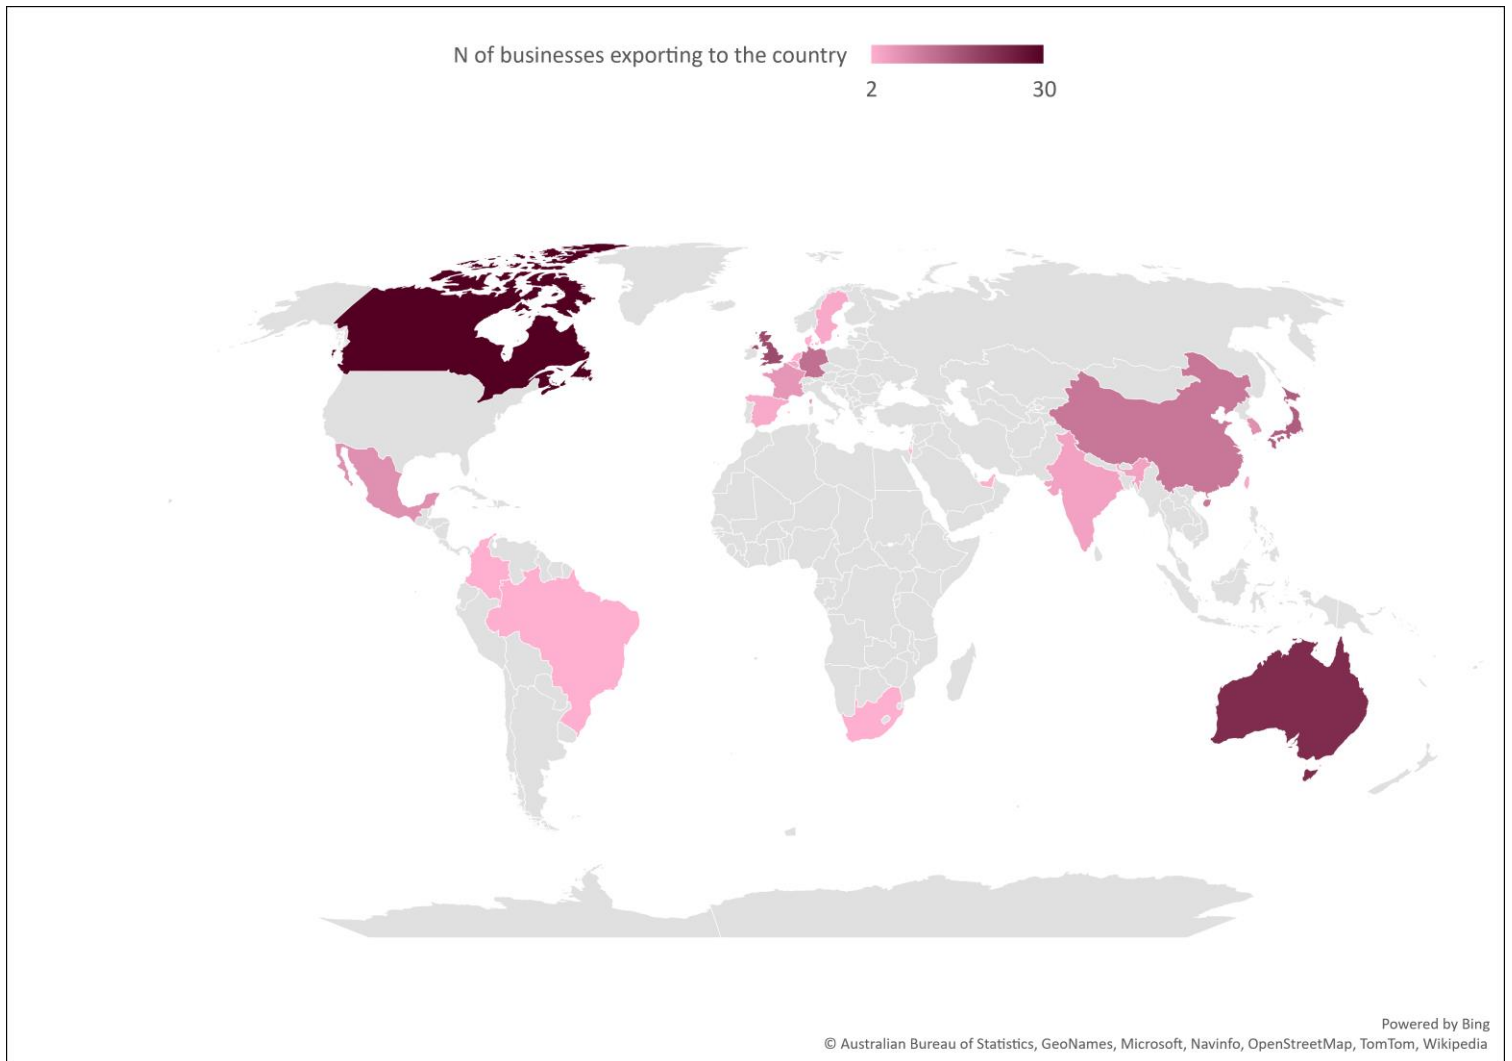 N of businesses exporting to the country
2 30
Powered by Bing
© Australian Bureau of Statistics, GeoNames, Microsoft, Navinfo, OpenStreetMap, TomTom, Wikipedia